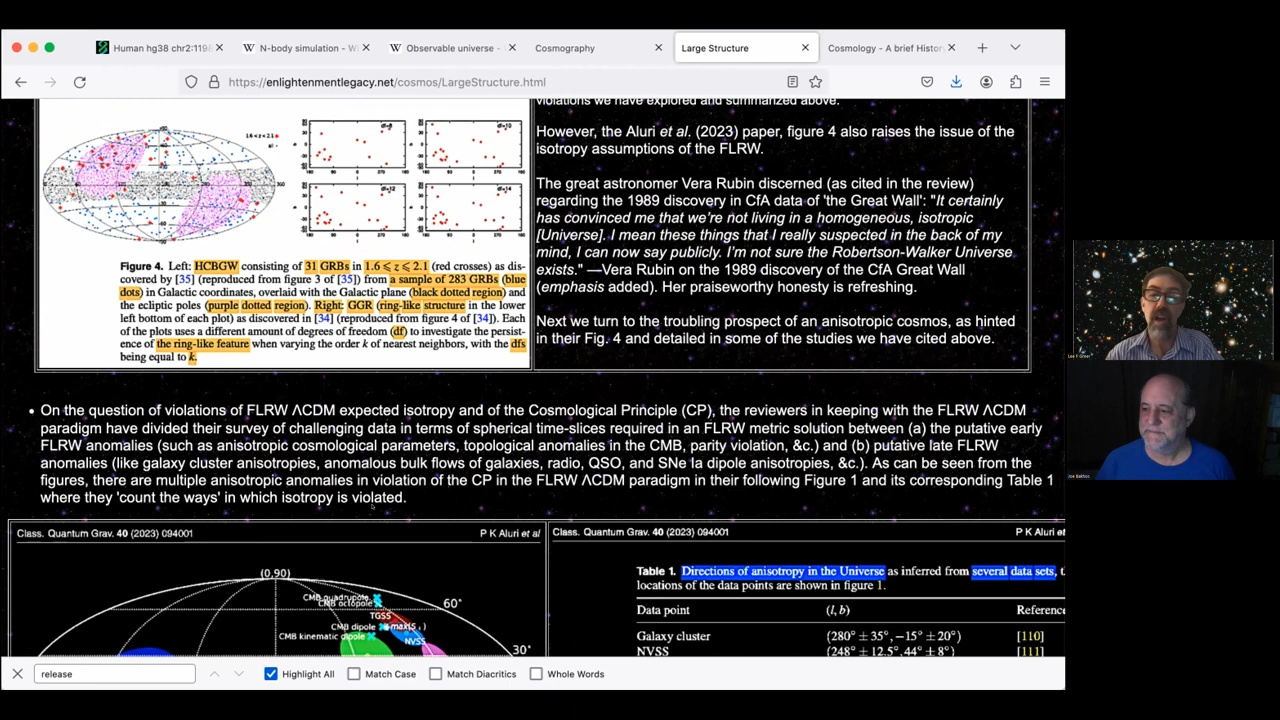 Human hg38 chr2:119
N-body simulation - Wi
Observable universe -
Cosmography
Large Structure
Cosmology - A brief Histor
https://enlightenmentlegacy.net/cosmos/LargeStructure.html
violations we have explored and summarized above.
However, the Aluri et al. (2023) paper, figure 4 also raises the issue of the
isotropy assumptions of the FLRW.
The great astronomer Vera Rubin discerned (as cited in the review)
regarding the 1989 discovery in CfA data of 'the Great Wall': "It certainly
has convinced me that we're not living in a homogeneous, isotropic
[Universe]. I mean these things that I really suspected in the back of my
mind, I can now say publicly. I'm not sure the Robertson-Walker Universe
exists." —Vera Rubin on the 1989 discovery of the CfA Great Wall
(emphasis added). Her praiseworthy honesty is refreshing.
Next we turn to the troubling prospect of an anisotropic cosmos, as hinted
in their Fig. 4 and detailed in some of the studies we have cited above.
1.6 < z < 2.1
df=8
df=10
df=12
df=14
Figure 4. Left: HCBGW consisting of 31 GRBs in 1.6 ⩽ z ⩽ 2.1 (red crosses) as dis-
covered by [35] (reproduced from figure 3 of [35]) from a sample of 283 GRBs (blue
dots) in Galactic coordinates, overlaid with the Galactic plane (black dotted region) and
the ecliptic poles (purple dotted region). Right: GGR (ring-like structure in the lower
left bottom of each plot) as discovered in [34] (reproduced from figure 4 of [34]). Each
of the plots uses a different amount of degrees of freedom (df) to investigate the persist-
ence of the ring-like feature when varying the order k of nearest neighbors, with the dfs
being equal to k.
• On the question of violations of FLRW ΛCDM expected isotropy and of the Cosmological Principle (CP), the reviewers in keeping with the FLRW ΛCDM
paradigm have divided their survey of challenging data in terms of spherical time-slices required in an FLRW metric solution between (a) the putative early
FLRW anomalies (such as anisotropic cosmological parameters, topological anomalies in the CMB, parity violation, &c.) and (b) putative late FLRW
anomalies (like galaxy cluster anisotropies, anomalous bulk flows of galaxies, radio, QSO, and SNe Ia dipole anisotropies, &c.). As can be seen from the
figures, there are multiple anisotropic anomalies in violation of the CP in the FLRW ΛCDM paradigm in their following Figure 1 and its corresponding Table 1
where they 'count the ways' in which isotropy is violated.
Class. Quantum Grav. 40 (2023) 094001
P K Aluri et al
(0,90)
CMB quadrupole
CMB octopole
60°
TGSS
CMB dipole
NVSS
CMB kinematic dipole
30°
Class. Quantum Grav. 40 (2023) 094001
P K Aluri et
Table 1. Directions of anisotropy in the Universe as inferred from several data sets, t
locations of the data points are shown in figure 1.
Data point (l, b) Reference
Galaxy cluster (280° ± 35°, −15° ± 20°) [110]
NVSS (248° ± 12.5°, 44° ± 8°) [111]
release
Highlight All
Match Case
Match Diacritics
Whole Words
Lee F Greer
Joe Bakhos